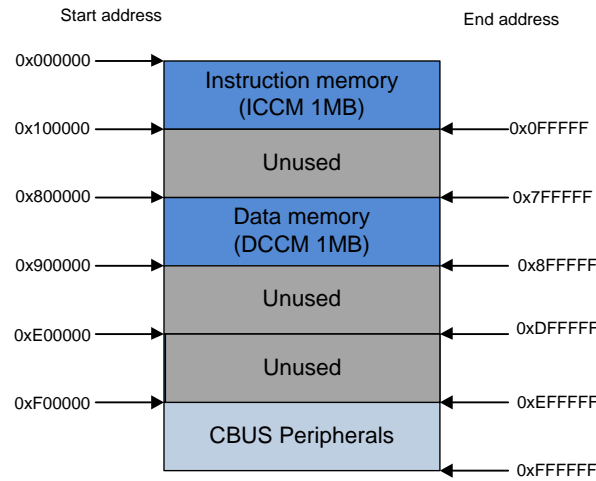 Start address
End address
0x000000
Instruction memory
(ICCM 1MB)
0x100000
0x0FFFFF
Unused
0x800000
0x7FFFFF
Data memory
(DCCM 1MB)
0x900000
0x8FFFFF
Unused
0xE00000
0xDFFFFF
Unused
0xF00000
0xEFFFFF
CBUS Peripherals
0xFFFFFF